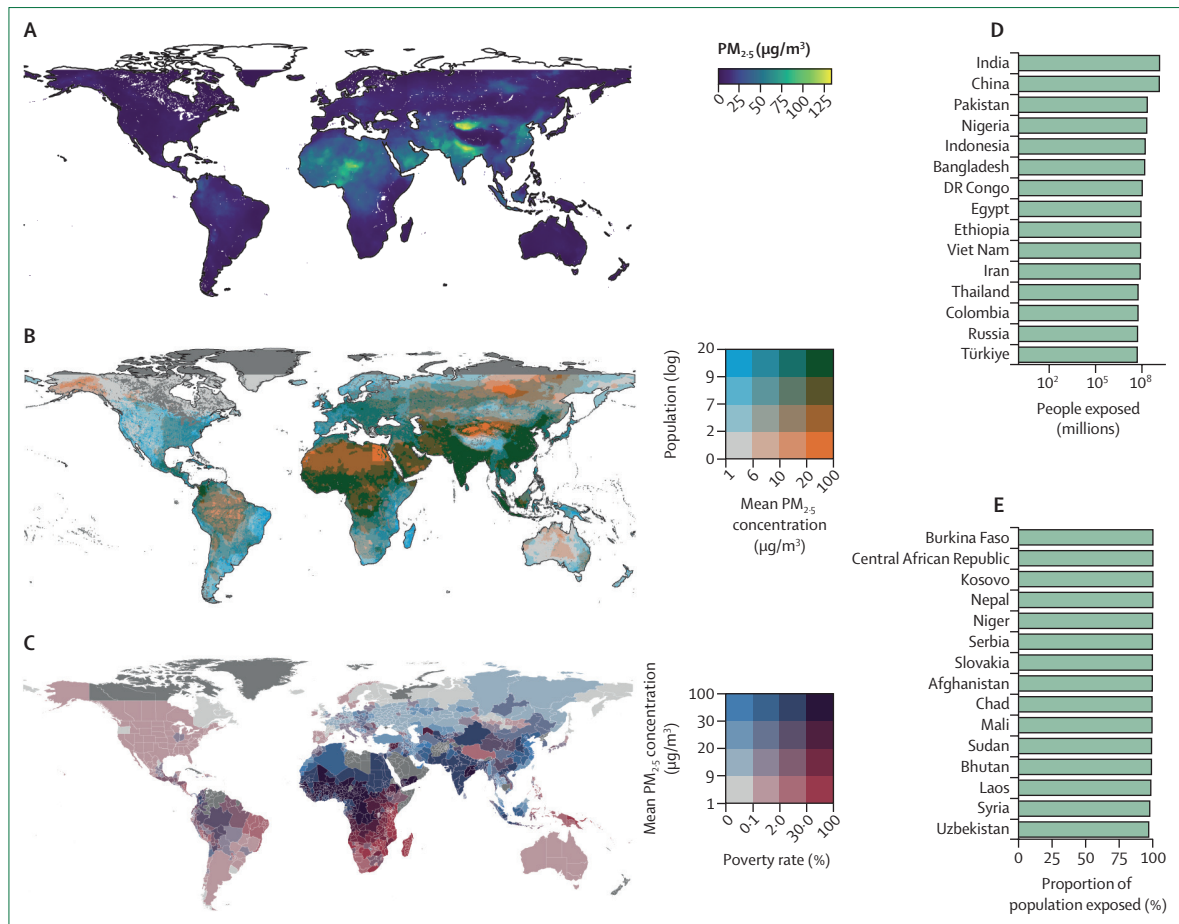 A
PM2·5 (µg/m³)
0
25
50
75
100
125
B
Population (log)
20
9
7
2
0
1
6
10
20
100
Mean PM2·5
concentration
(µg/m³)
C
Mean PM2·5 concentration
(µg/m³)
100
30
20
9
1
0
0·1
2·0
30·0
100
Poverty rate (%)
D
India
China
Pakistan
Nigeria
Indonesia
Bangladesh
DR Congo
Egypt
Ethiopia
Viet Nam
Iran
Thailand
Colombia
Russia
Türkiye
10² 10⁵ 10⁸
People exposed
(millions)
E
Burkina Faso
Central African Republic
Kosovo
Nepal
Niger
Serbia
Slovakia
Afghanistan
Chad
Mali
Sudan
Bhutan
Laos
Syria
Uzbekistan
0 25 50 75 100
Proportion of
population exposed (%)